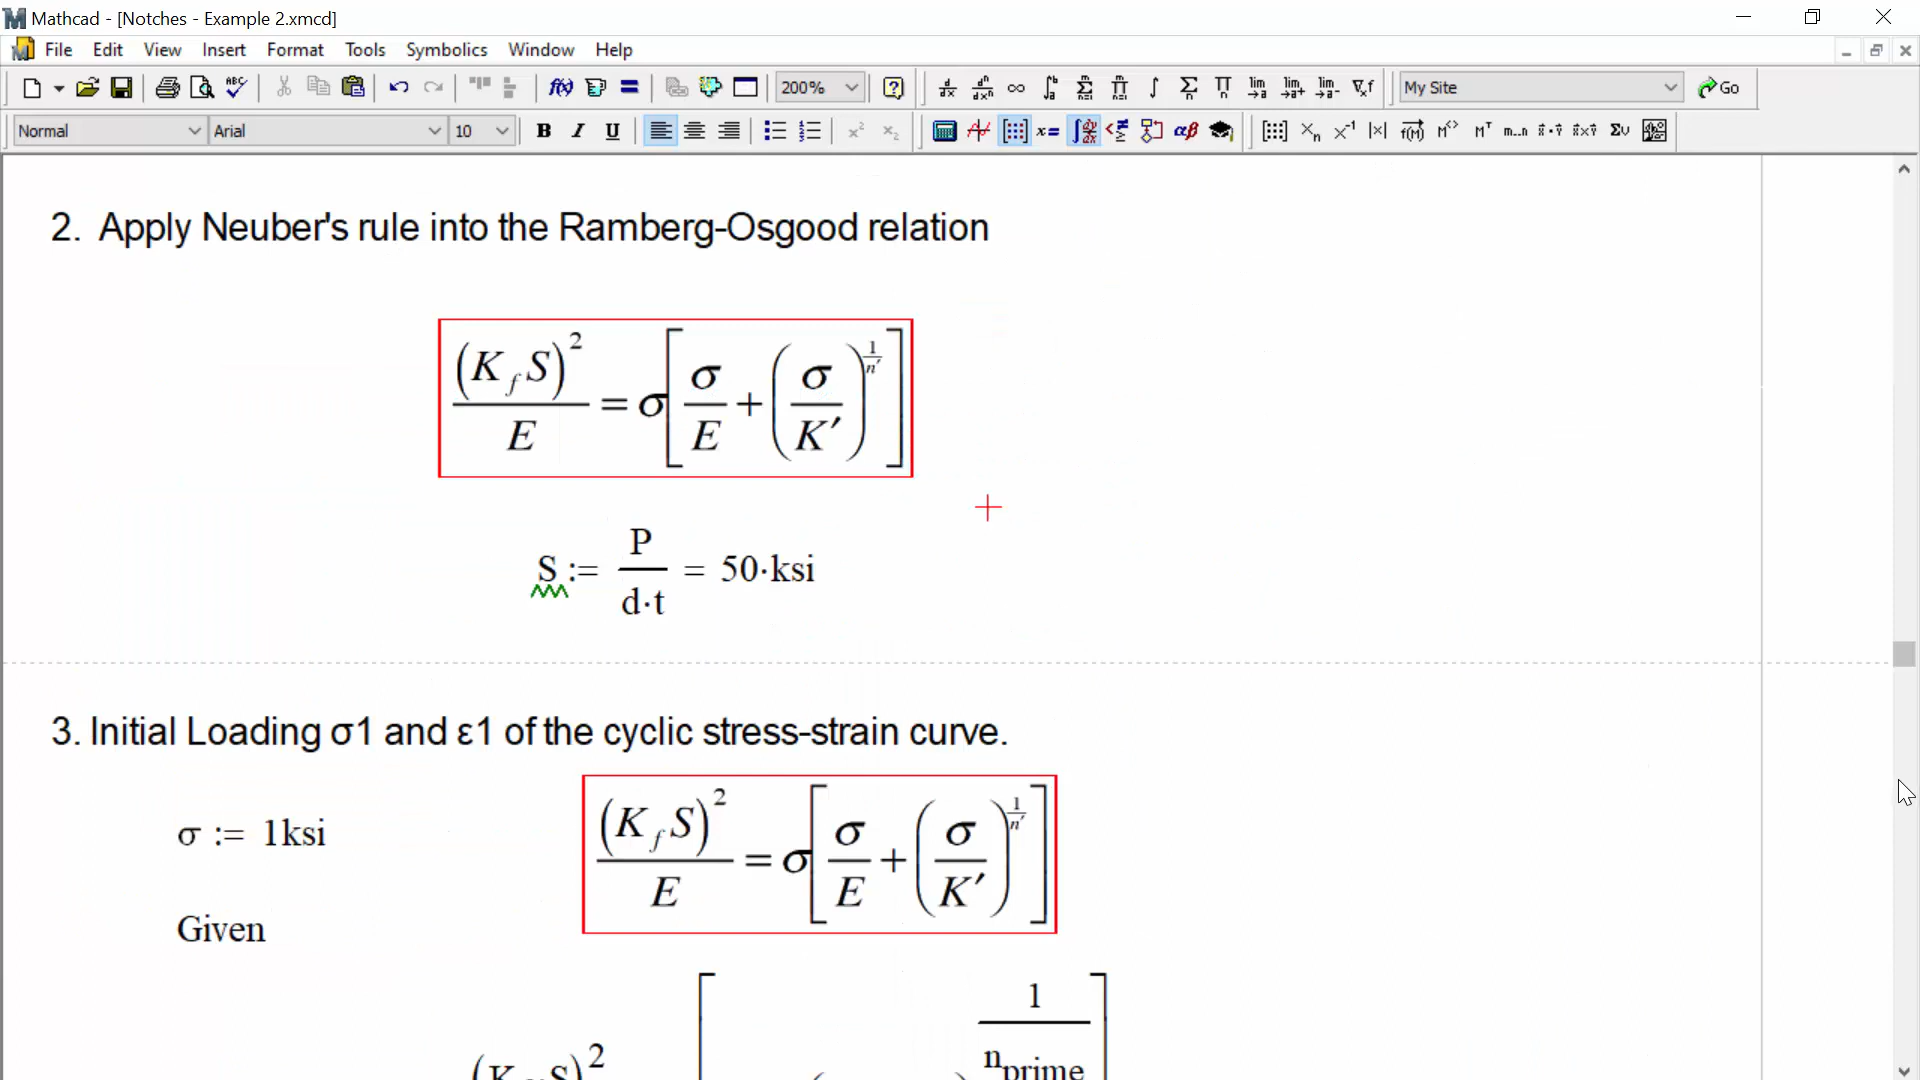 Mathcad - [Notches - Example 2.xmcd]
File Edit View Insert Format Tools Symbolics Window Help
200% My Site Go
Normal Arial 10 B I U
2. Apply Neuber's rule into the Ramberg-Osgood relation
(K_f S)^2 / E = σ[σ/E + (σ/K′)^(1/n′)]
S := P/(d·t) = 50·ksi
3. Initial Loading σ1 and ε1 of the cyclic stress-strain curve.
σ := 1ksi
(K_f S)^2 / E = σ[σ/E + (σ/K′)^(1/n′)]
Given
1
2 n_prime